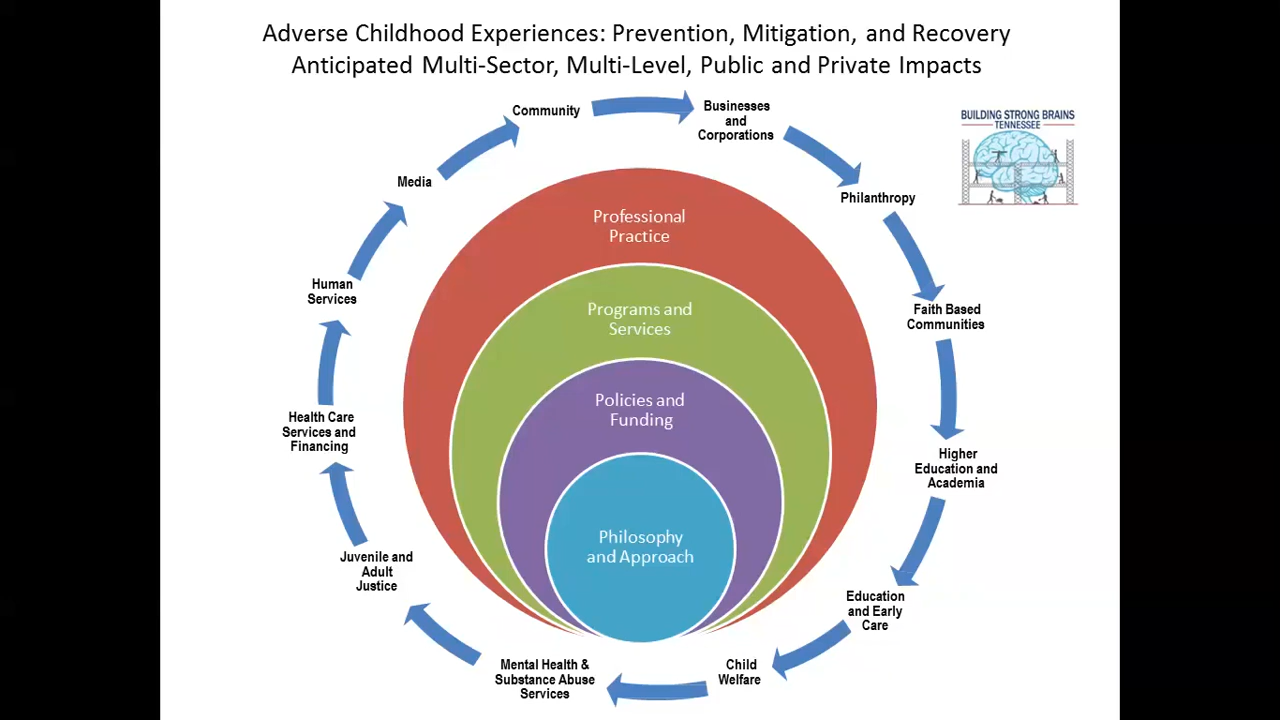 Adverse Childhood Experiences: Prevention, Mitigation, and Recovery
Anticipated Multi-Sector, Multi-Level, Public and Private Impacts
BUILDING STRONG BRAINS
TENNESSEE
Community
Businesses
and
Corporations
Philanthropy
Faith Based
Communities
Higher
Education and
Academia
Education
and Early
Care
Child
Welfare
Mental Health &
Substance Abuse
Services
Juvenile and
Adult
Justice
Health Care
Services and
Financing
Human
Services
Media
Professional
Practice
Programs and
Services
Policies and
Funding
Philosophy
and Approach